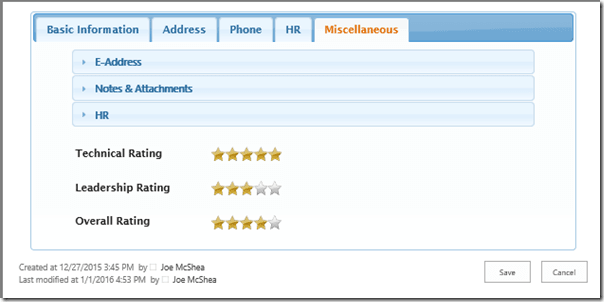 Basic Information Address Phone HR Miscellaneous
E-Address
Notes & Attachments
HR
Technical Rating
Leadership Rating
Overall Rating
Created at 12/27/2015 3:45 PM by Joe McShea
Last modified at 1/1/2016 4:53 PM by Joe McShea
Save Cancel